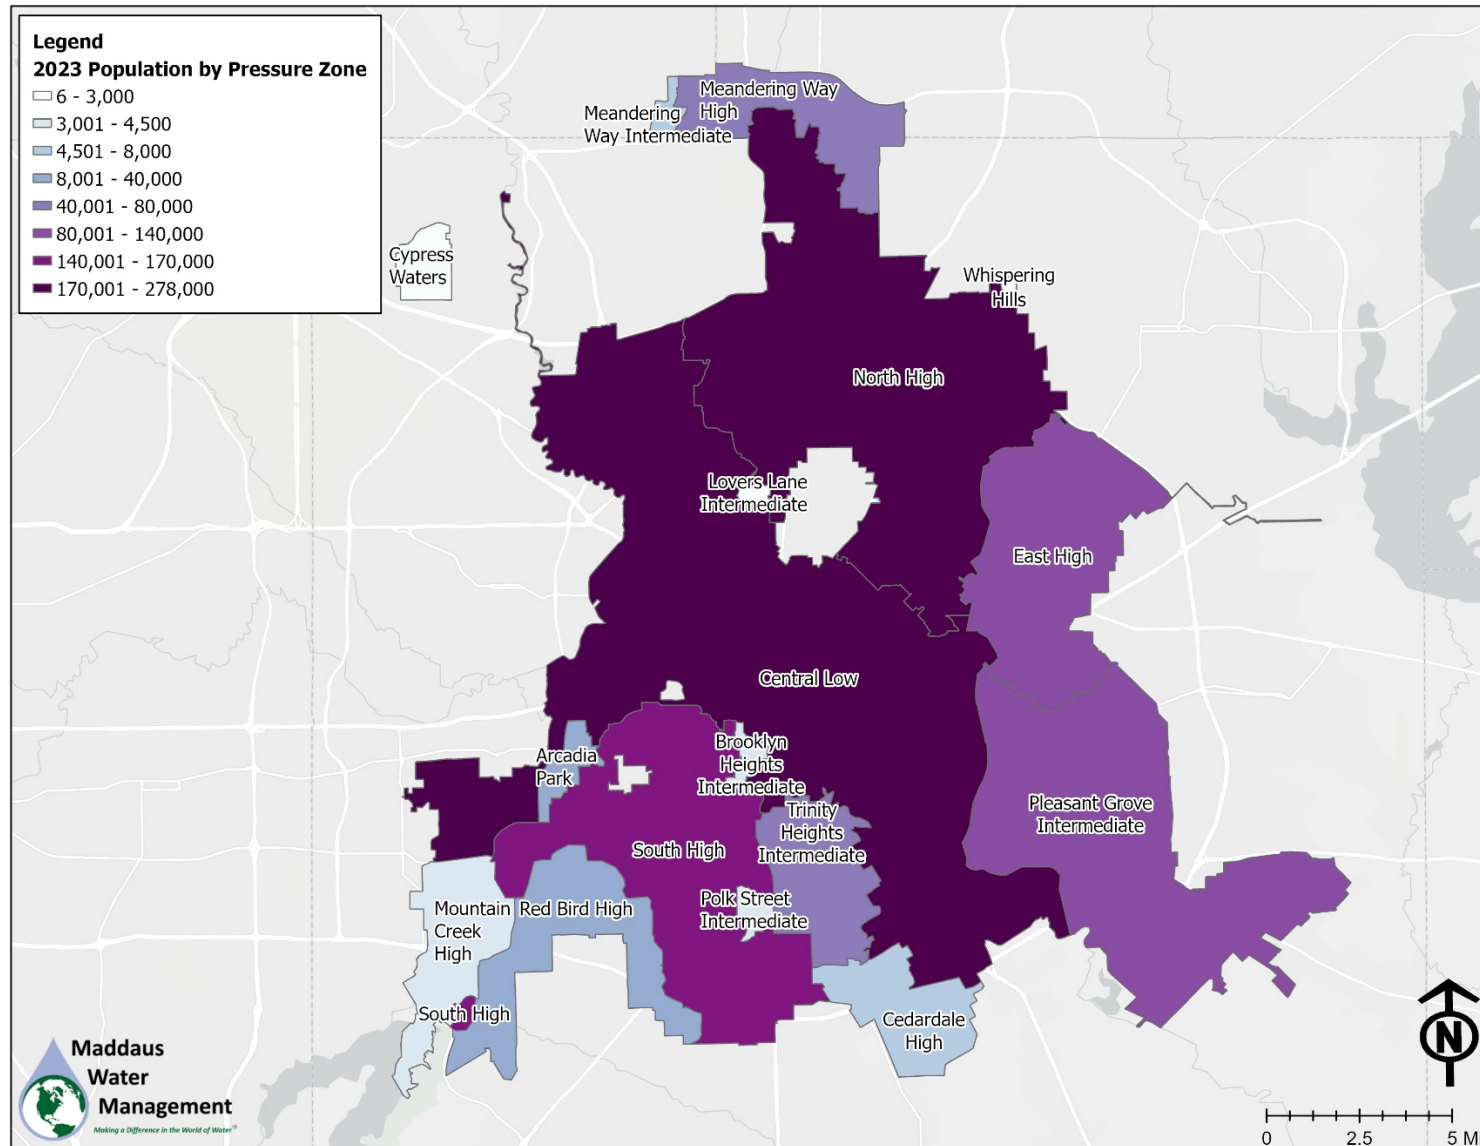 Legend
2023 Population by Pressure Zone
6 - 3,000
3,001 - 4,500
4,501 - 8,000
8,001 - 40,000
40,001 - 80,000
80,001 - 140,000
140,001 - 170,000
170,001 - 278,000
Meandering Way
High
Meandering
Way Intermediate
Cypress
Waters
Whispering
Hills
North High
Lovers Lane
Intermediate
East High
Central Low
Arcadia
Park
Brooklyn
Heights
Intermediate
Trinity
Heights
Intermediate
Pleasant Grove
Intermediate
South High
Polk Street
Intermediate
Mountain
Creek
High
Red Bird High
South High
Cedardale
High
Maddaus
Water
Management
Making a Difference in the World of Water
N
0 2.5 5 M